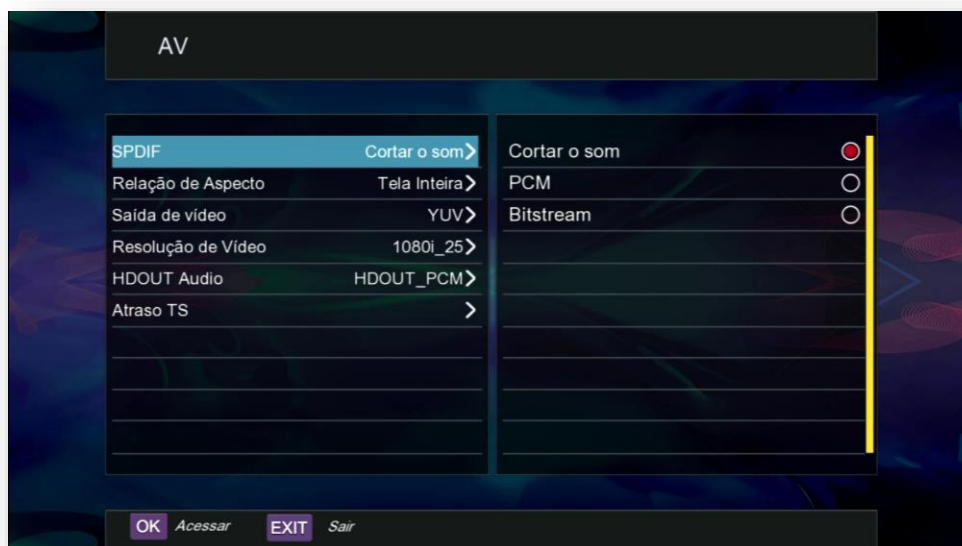 AV
SPDIF Cortar o som
Relação de Aspecto Tela Inteira
Saída de vídeo YUV
Resolução de Vídeo 1080i_25
HDOUT Audio HDOUT_PCM
Atraso TS
Cortar o som
PCM
Bitstream
OK Acessar EXIT Sair